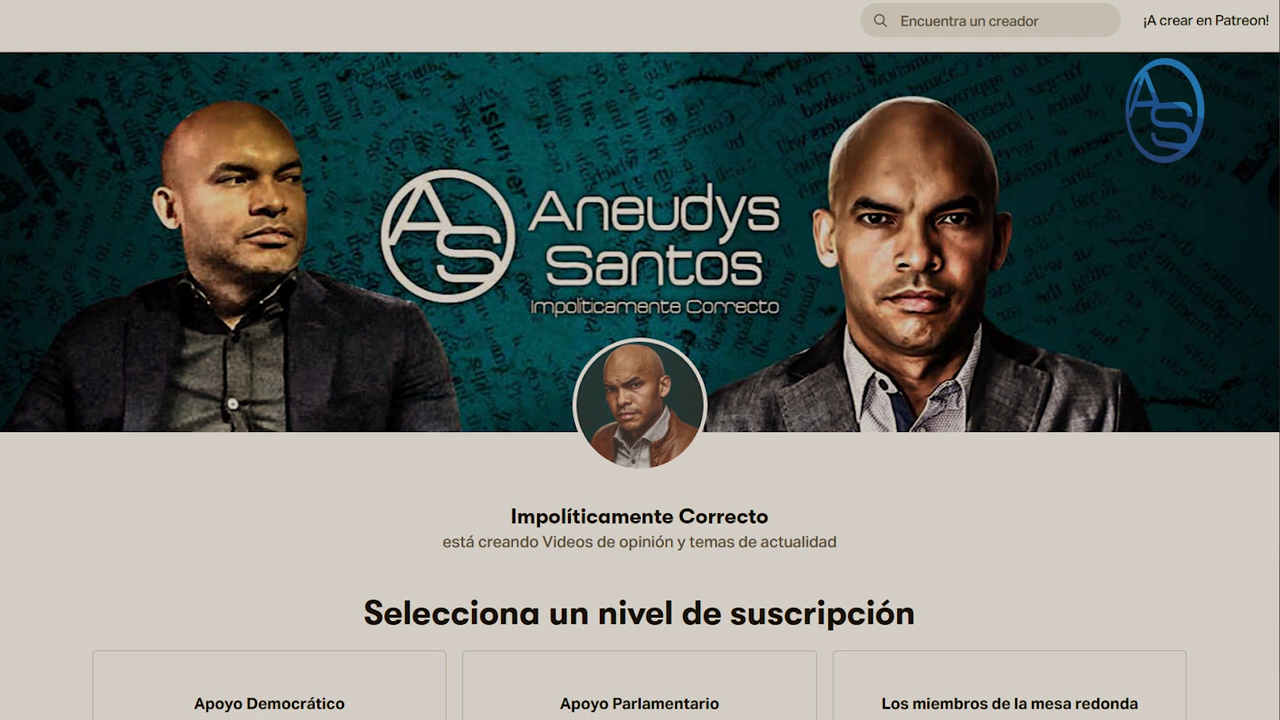 Encuentra un creador
¡A crear en Patreon!
AS
AS
Aneudys
Santos
Impolíticamente Correcto
Impolíticamente Correcto
está creando Videos de opinión y temas de actualidad
Selecciona un nivel de suscripción
Apoyo Democrático
Apoyo Parlamentario
Los miembros de la mesa redonda